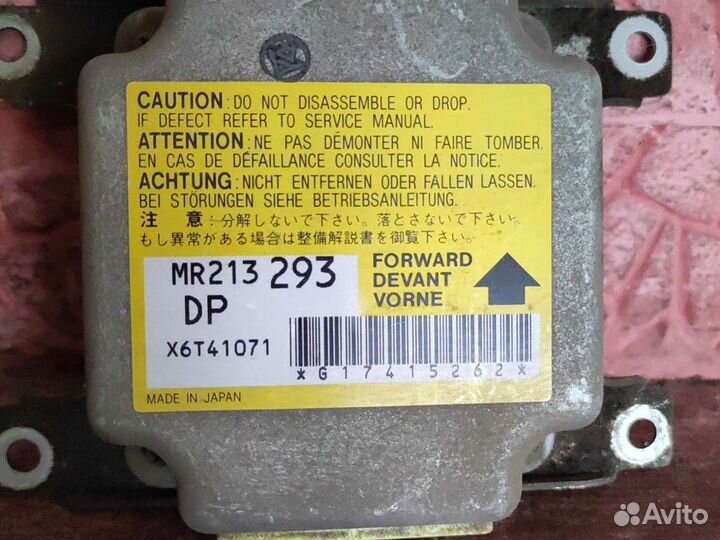 CAUTION : DO NOT DISASSEMBLE OR DROP.
IF DEFECT REFER TO SERVICE MANUAL.
ATTENTION : NE PAS DÉMONTER NI FAIRE TOMBER.
EN CAS DE DÉFAILLANCE CONSULTER LA NOTICE.
ACHTUNG : NICHT ENTFERNEN ODER FALLEN LASSEN.
BEI STÖRUNGEN SIEHE BETRIEBSANLEITUNG.
注 意:分解しないで下さい。落とさないで下さい。
もし異常がある場合は整備解説書を御覧下さい。
MR213 293
DP
X6T41071
FORWARD
DEVANT
VORNE
*G17415262*
MADE IN JAPAN
Avito